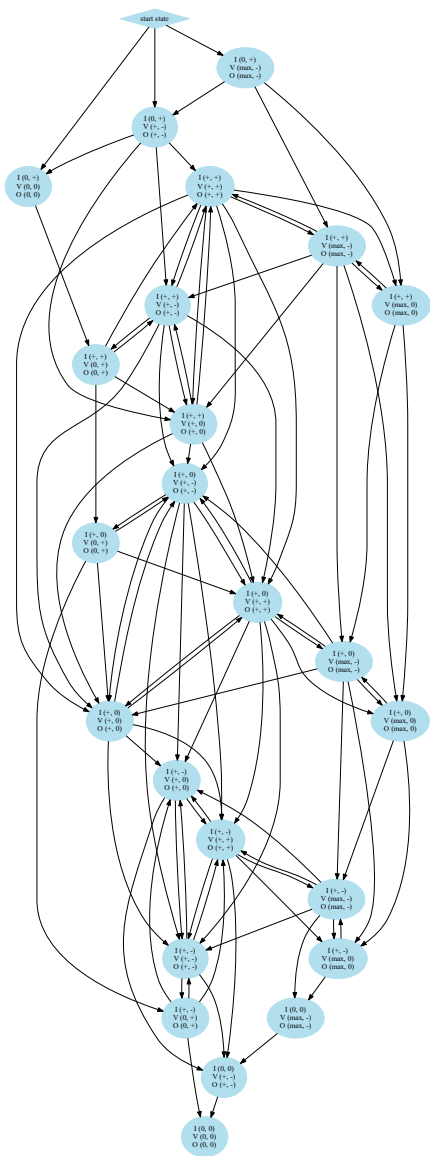 start state
I (0, +)
V (max, -)
O (max, -)
I (0, +)
V (+, -)
O (+, -)
I (0, +)
V (0, 0)
O (0, 0)
I (+, +)
V (+, +)
O (+, +)
I (+, +)
V (max, -)
O (max, -)
I (+, +)
V (+, -)
O (+, -)
I (+, +)
V (max, 0)
O (max, 0)
I (+, +)
V (0, +)
O (0, +)
I (+, +)
V (+, 0)
O (+, 0)
I (+, 0)
V (+, -)
O (+, -)
I (+, 0)
V (0, +)
O (0, +)
I (+, 0)
V (+, +)
O (+, +)
I (+, 0)
V (max, -)
O (max, -)
I (+, 0)
V (+, 0)
O (+, 0)
I (+, 0)
V (max, 0)
O (max, 0)
I (+, -)
V (+, 0)
O (+, 0)
I (+, -)
V (+, +)
O (+, +)
I (+, -)
V (max, -)
O (max, -)
I (+, -)
V (+, -)
O (+, -)
I (+, -)
V (max, 0)
O (max, 0)
I (+, -)
V (0, +)
O (0, +)
I (0, 0)
V (max, -)
O (max, -)
I (0, 0)
V (+, -)
O (+, -)
I (0, 0)
V (0, 0)
O (0, 0)